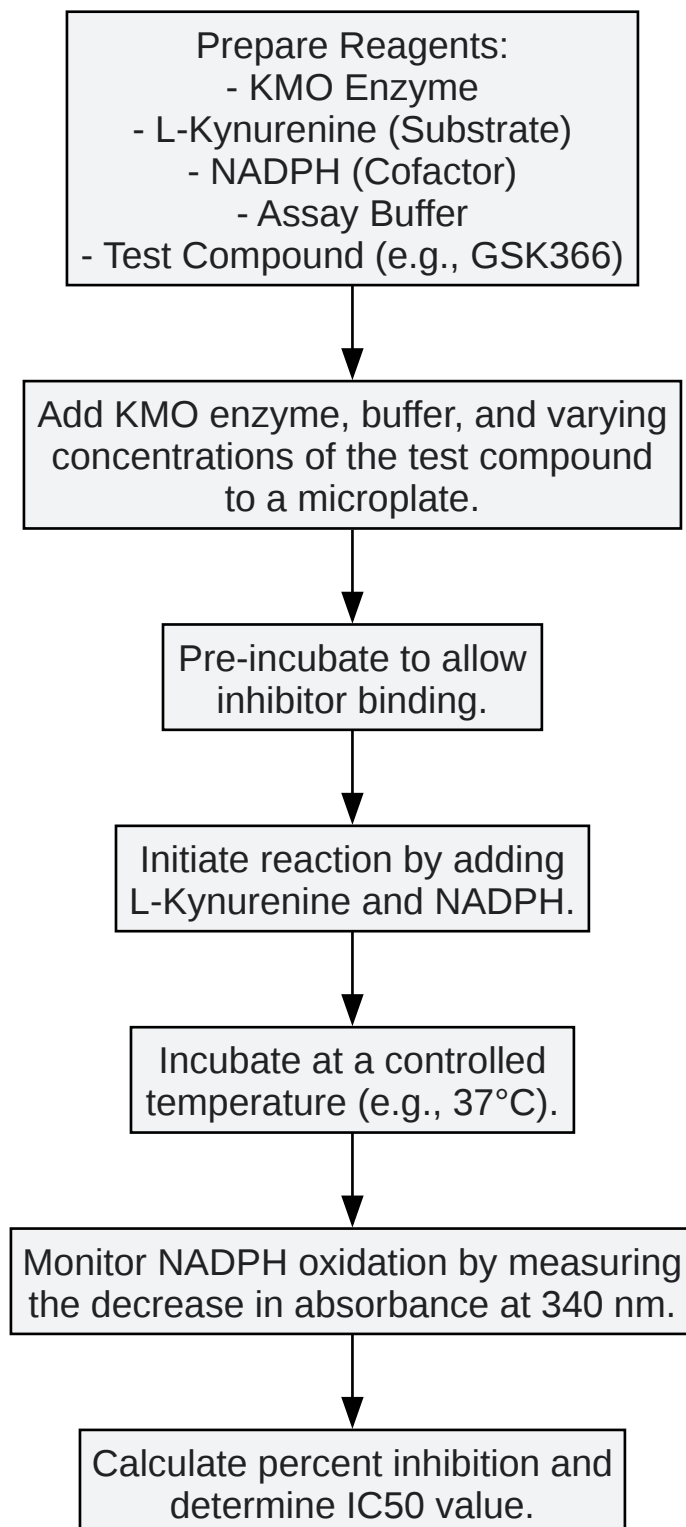 Prepare Reagents:
- KMO Enzyme
- L-Kynurenine (Substrate)
- NADPH (Cofactor)
- Assay Buffer
- Test Compound (e.g., GSK366)
Add KMO enzyme, buffer, and varying
concentrations of the test compound
to a microplate.
Pre-incubate to allow
inhibitor binding.
Initiate reaction by adding
L-Kynurenine and NADPH.
Incubate at a controlled
temperature (e.g., 37°C).
Monitor NADPH oxidation by measuring
the decrease in absorbance at 340 nm.
Calculate percent inhibition and
determine IC50 value.